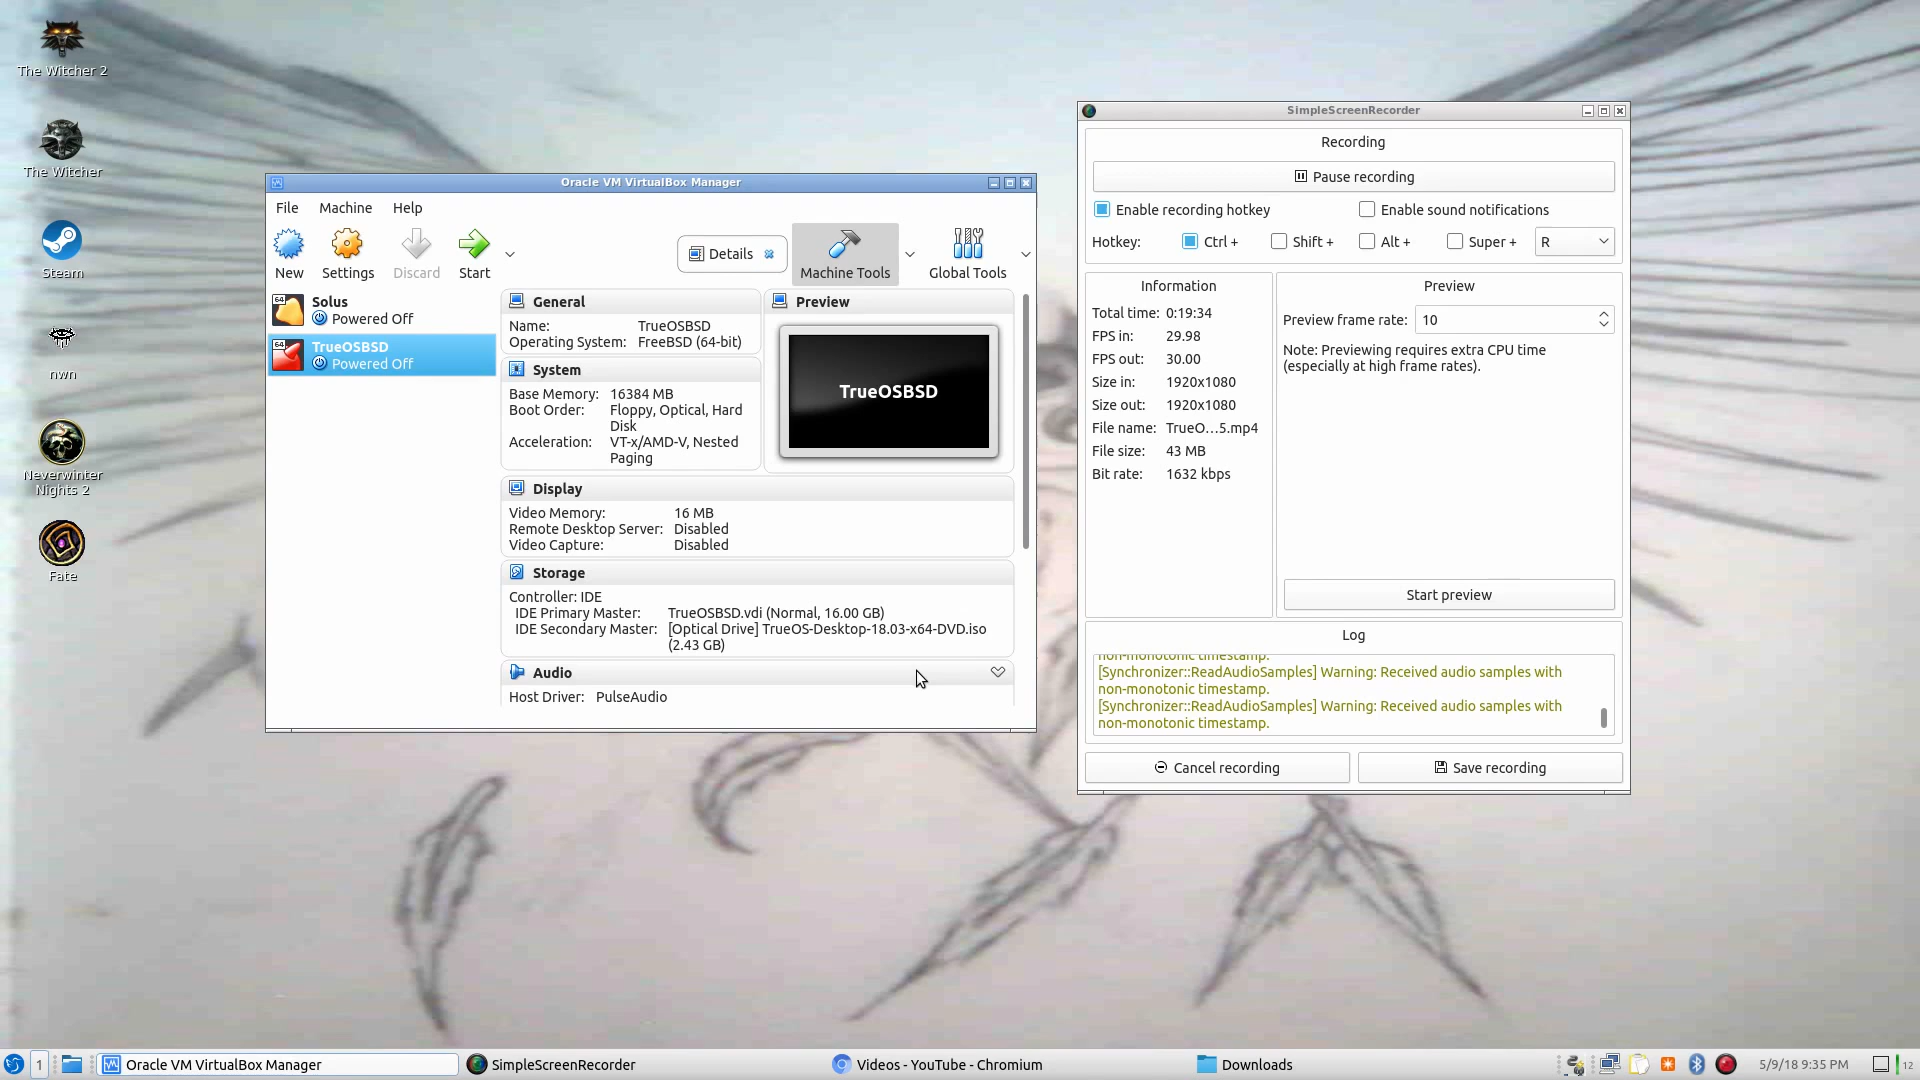 The Witcher 2
The Witcher
Steam
nwn
Neverwinter
Nights 2
Fate
Oracle VM VirtualBox Manager
File Machine Help
New Settings Discard Start
Details
Machine Tools
Global Tools
64
Solus
Powered Off
64
TrueOSBSD
Powered Off
General
Name: TrueOSBSD
Operating System: FreeBSD (64-bit)
System
Base Memory: 16384 MB
Boot Order: Floppy, Optical, Hard
Disk
Acceleration: VT-x/AMD-V, Nested
Paging
Preview
TrueOSBSD
Display
Video Memory: 16 MB
Remote Desktop Server: Disabled
Video Capture: Disabled
Storage
Controller: IDE
IDE Primary Master: TrueOSBSD.vdi (Normal, 16.00 GB)
IDE Secondary Master: [Optical Drive] TrueOS-Desktop-18.03-x64-DVD.iso
(2.43 GB)
Audio
Host Driver: PulseAudio
SimpleScreenRecorder
Recording
Pause recording
Enable recording hotkey
Enable sound notifications
Hotkey: Ctrl + Shift + Alt + Super + R
Information
Total time: 0:19:34
FPS in: 29.98
FPS out: 30.00
Size in: 1920x1080
Size out: 1920x1080
File name: TrueO...5.mp4
File size: 43 MB
Bit rate: 1632 kbps
Preview
Preview frame rate: 10
Note: Previewing requires extra CPU time
(especially at high frame rates).
Start preview
Log
non-monotonic timestamp.
[Synchronizer::ReadAudioSamples] Warning: Received audio samples with
non-monotonic timestamp.
[Synchronizer::ReadAudioSamples] Warning: Received audio samples with
non-monotonic timestamp.
Cancel recording
Save recording
1
Oracle VM VirtualBox Manager
SimpleScreenRecorder
Videos - YouTube - Chromium
Downloads
5/9/18 9:35 PM
12